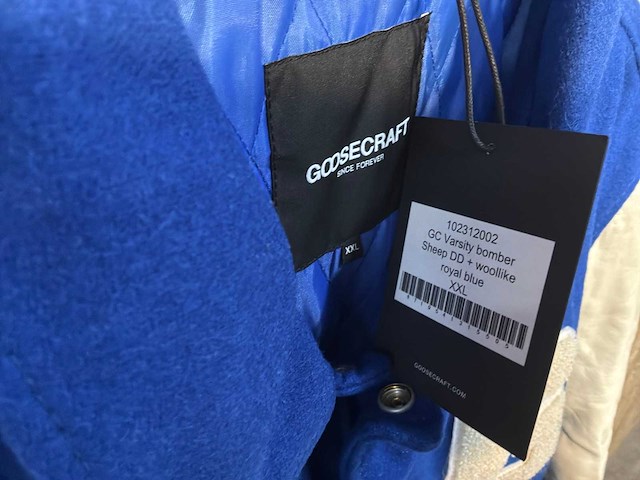 GOOSECRAFT
SINCE FOREVER
XXL
102312002
GC Varsity bomber
Sheep DD + woollike
royal blue
XXL
GOOSECRAFT.COM